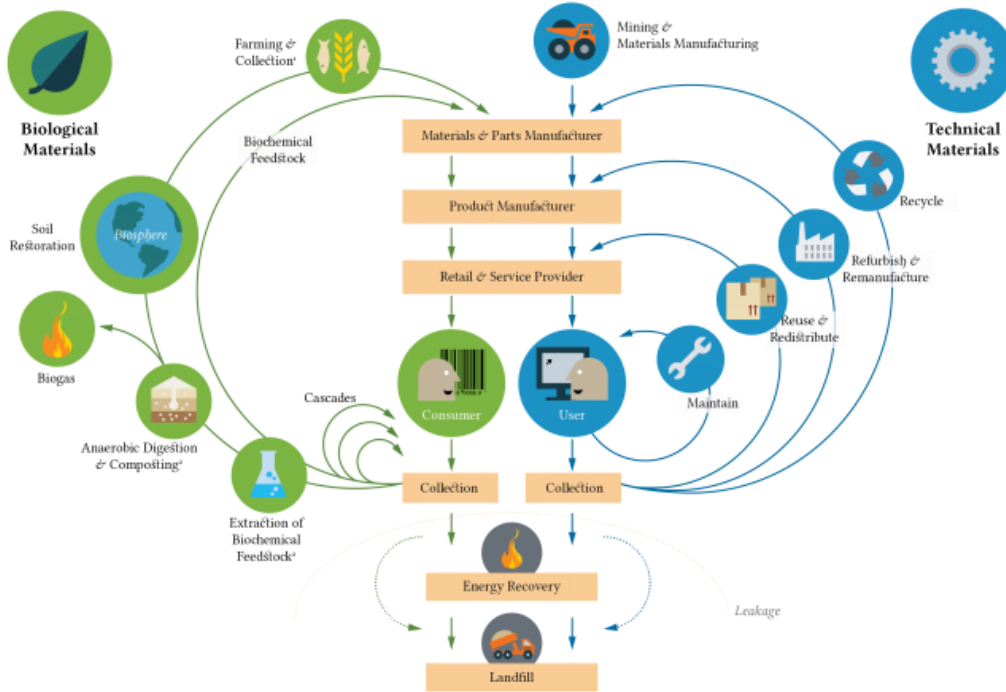 Farming &
Collection¹
Mining &
Materials Manufacturing
Biological
Materials
Technical
Materials
Materials & Parts Manufacturer
Biochemical
Feedstock
Recycle
Product Manufacturer
Soil
Restoration
Biosphere
Refurbish &
Remanufacture
Retail & Service Provider
Reuse &
Redistribute
Biogas
Cascades
Consumer
User
Maintain
Anaerobic Digestion
& Composting²
Collection
Collection
Extraction of
Biochemical
Feedstock²
Energy Recovery
Leakage
Landfill